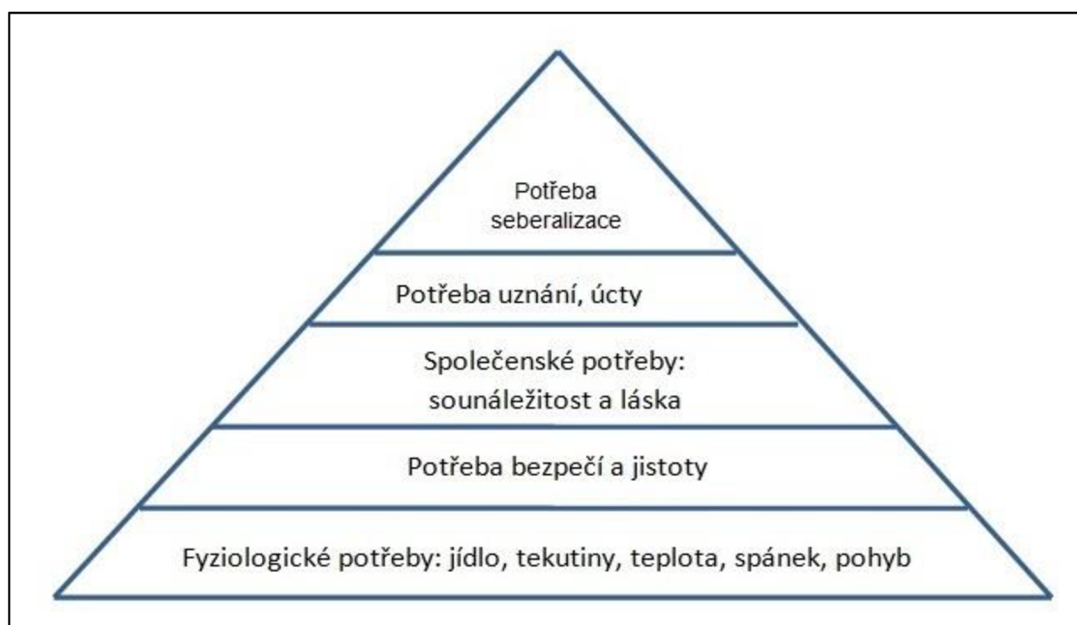 Potřeba
seberalizace
Potřeba uznání, úcty
Společenské potřeby:
sounáležitost a láska
Potřeba bezpečí a jistoty
Fyziologické potřeby: jídlo, tekutiny, teplota, spánek, pohyb